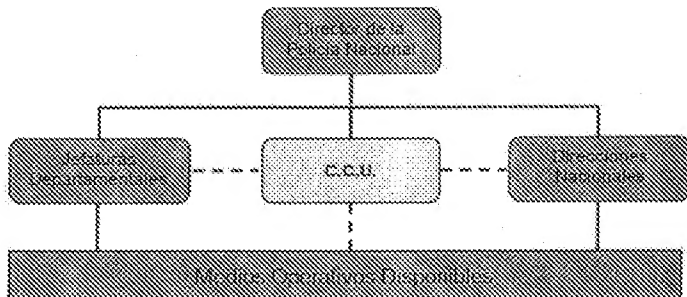 Director de la
Policía Nacional
Jefaturas
Departamentales
C.C.U.
Direcciones
Nacionales
Medios Operativos Disponibles